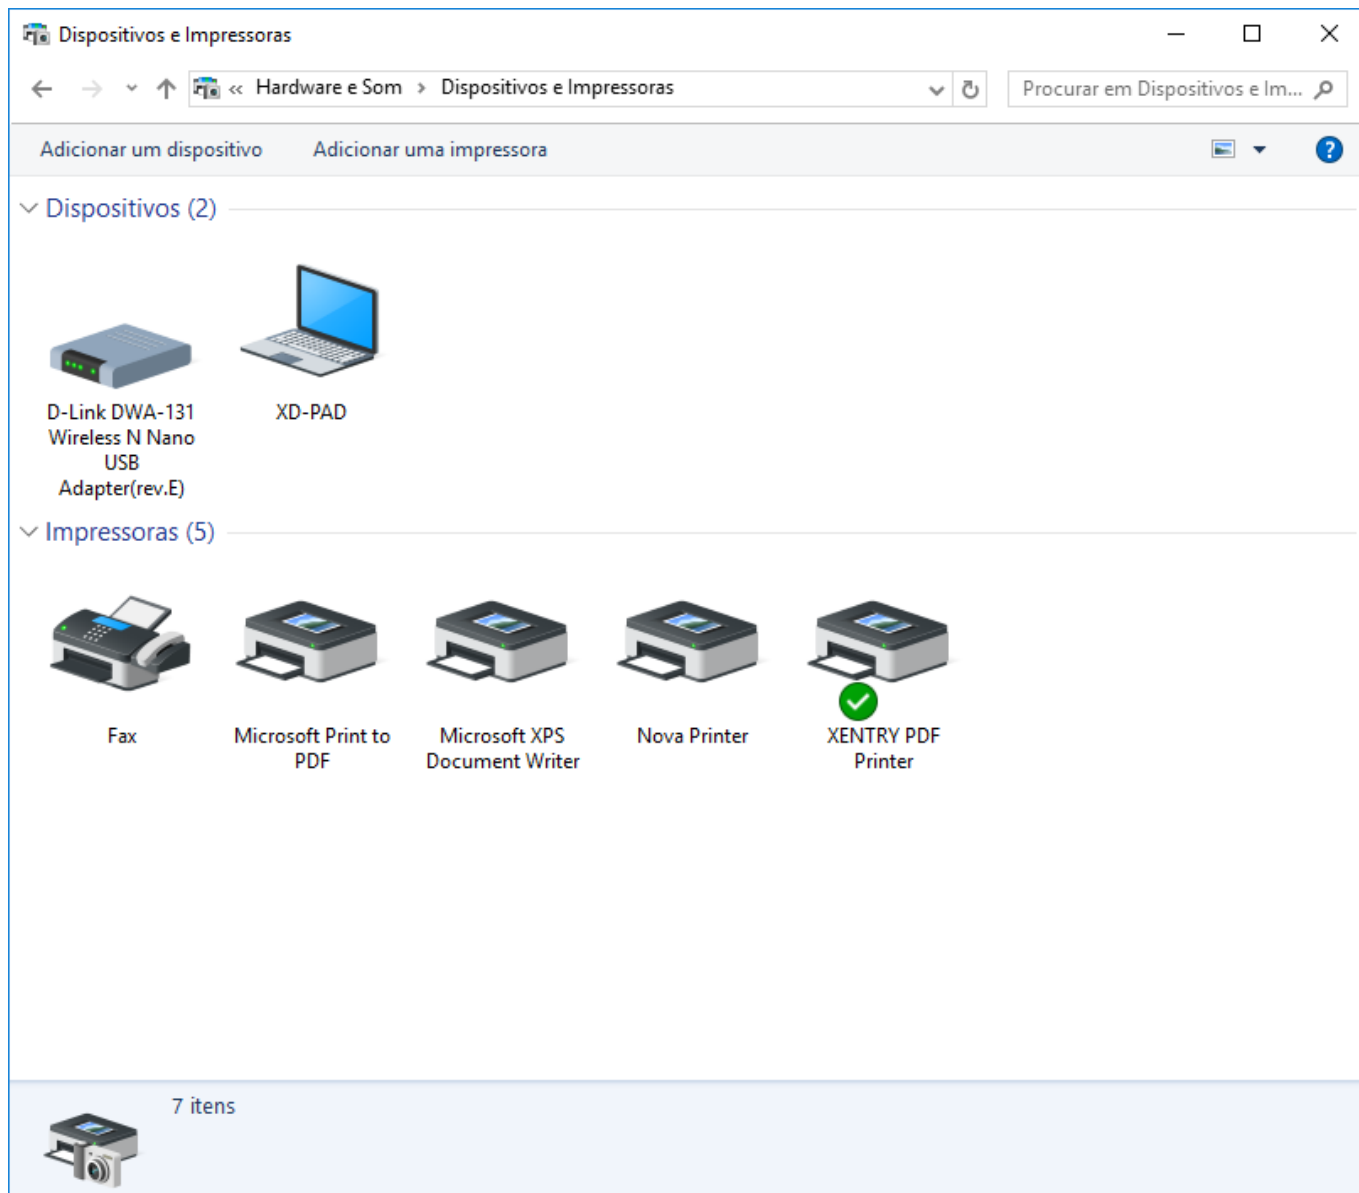 Dispositivos e Impressoras
« Hardware e Som > Dispositivos e Impressoras
Procurar em Dispositivos e Im...
Adicionar um dispositivo
Adicionar uma impressora
?
Dispositivos (2)
D-Link DWA-131
Wireless N Nano
USB
Adapter(rev.E)
XD-PAD
Impressoras (5)
Fax
Microsoft Print to
PDF
Microsoft XPS
Document Writer
Nova Printer
XENTRY PDF
Printer
7 itens